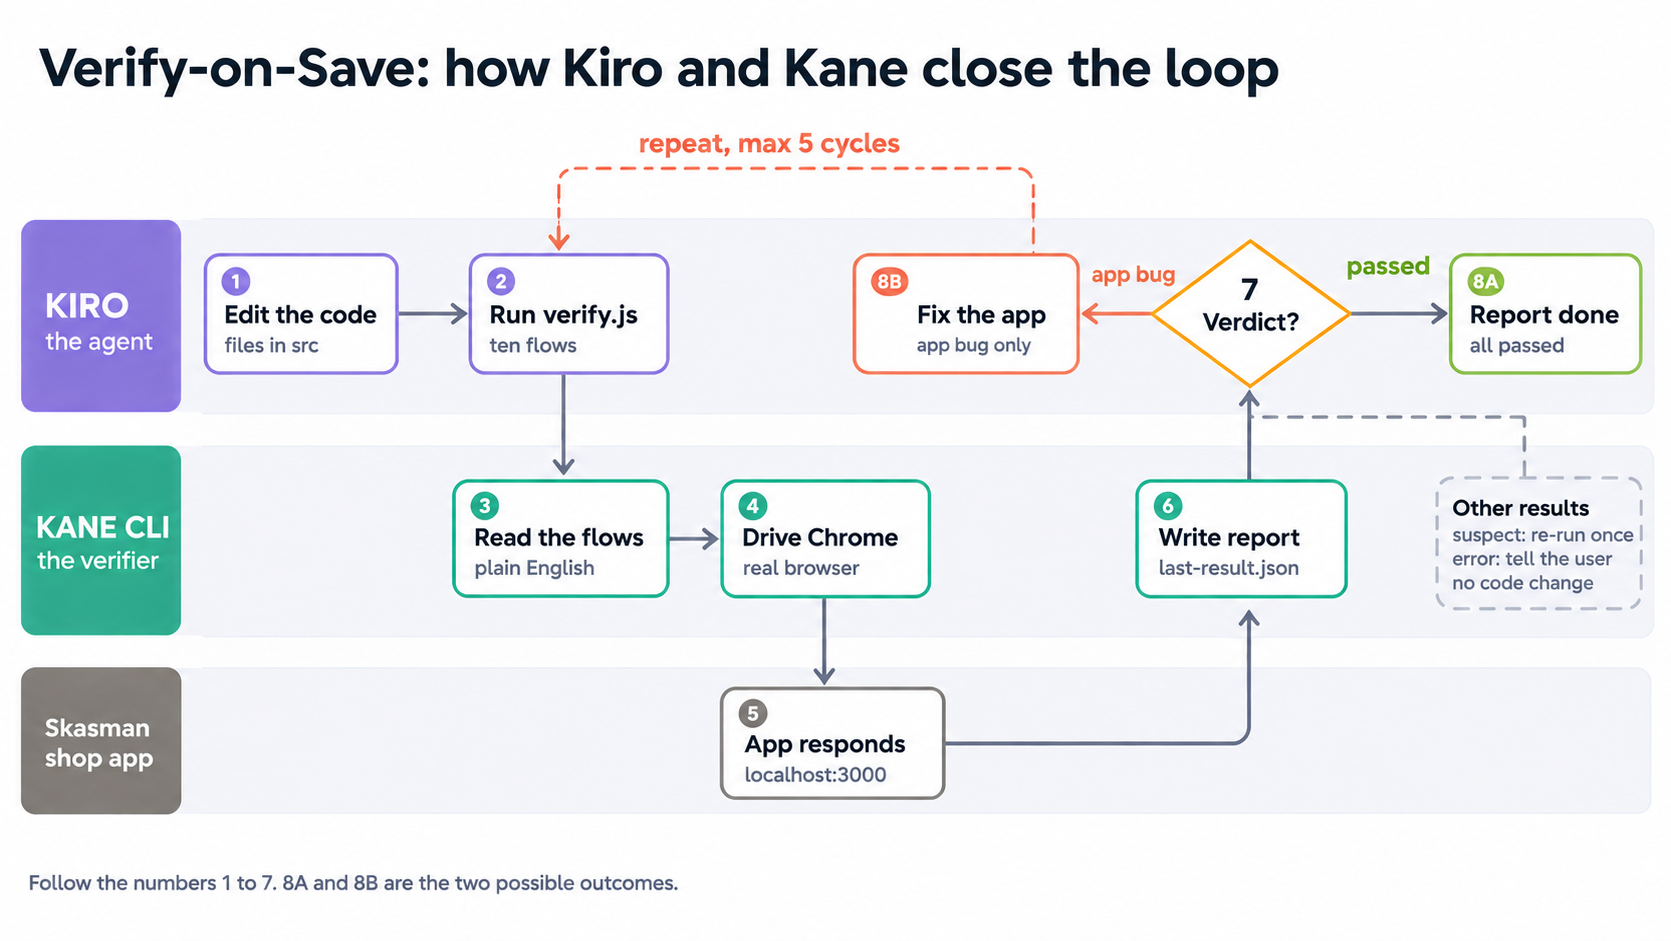 Verify-on-Save: how Kiro and Kane close the loop
repeat, max 5 cycles
KIRO
the agent
1
Edit the code
files in src
2
Run verify.js
ten flows
8B
Fix the app
app bug only
app bug
7
Verdict?
passed
8A
Report done
all passed
KANE CLI
the verifier
3
Read the flows
plain English
4
Drive Chrome
real browser
6
Write report
last-result.json
Other results
suspect: re-run once
error: tell the user
no code change
Skasman
shop app
5
App responds
localhost:3000
Follow the numbers 1 to 7. 8A and 8B are the two possible outcomes.